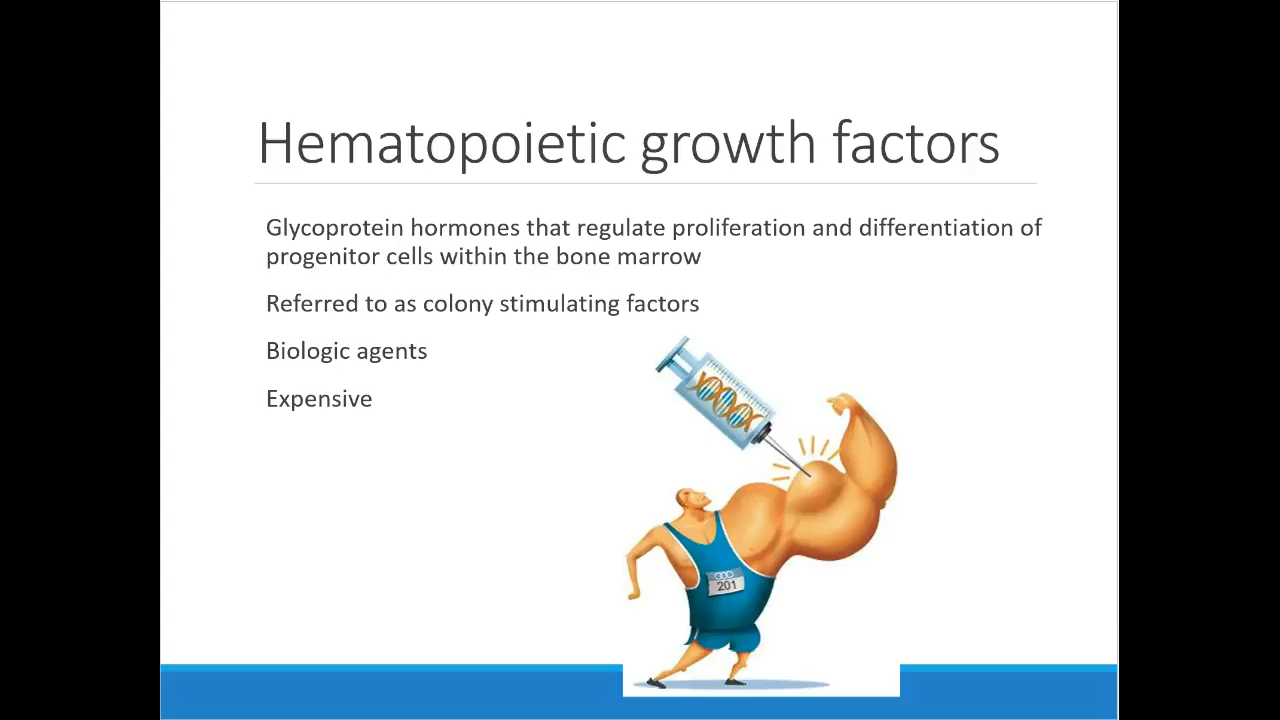 Hematopoietic growth factors
Glycoprotein hormones that regulate proliferation and differentiation of
progenitor cells within the bone marrow
Referred to as colony stimulating factors
Biologic agents
Expensive
201